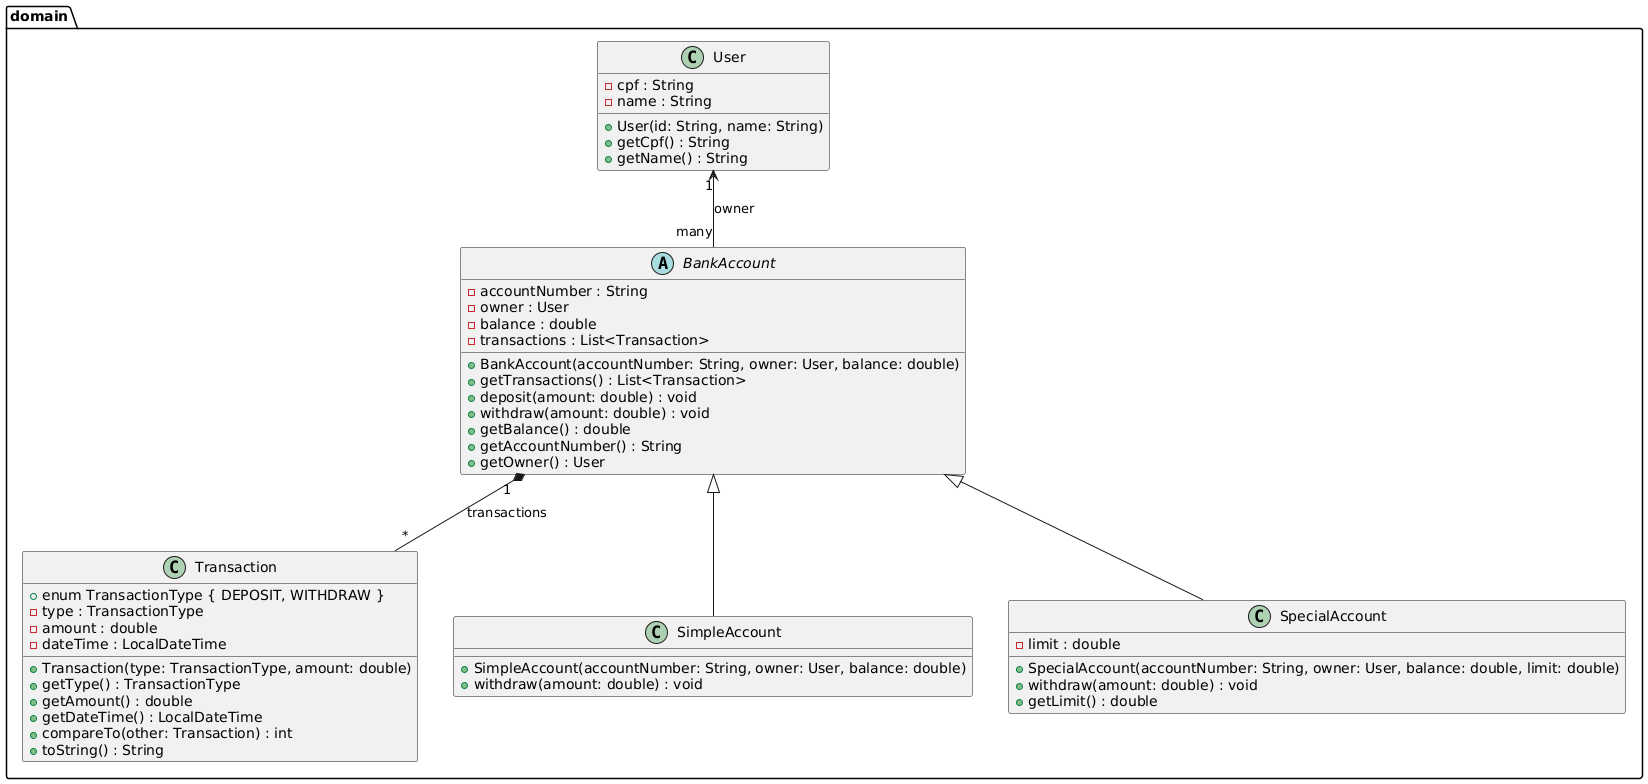 domain
C User
cpf : String
name : String
User(id: String, name: String)
getCpf() : String
getName() : String
1
owner
many
A BankAccount
accountNumber : String
owner : User
balance : double
transactions : List<Transaction>
BankAccount(accountNumber: String, owner: User, balance: double)
getTransactions() : List<Transaction>
deposit(amount: double) : void
withdraw(amount: double) : void
getBalance() : double
getAccountNumber() : String
getOwner() : User
1
transactions
*
C Transaction
enum TransactionType { DEPOSIT, WITHDRAW }
type : TransactionType
amount : double
dateTime : LocalDateTime
Transaction(type: TransactionType, amount: double)
getType() : TransactionType
getAmount() : double
getDateTime() : LocalDateTime
compareTo(other: Transaction) : int
toString() : String
C SimpleAccount
SimpleAccount(accountNumber: String, owner: User, balance: double)
withdraw(amount: double) : void
C SpecialAccount
limit : double
SpecialAccount(accountNumber: String, owner: User, balance: double, limit: double)
withdraw(amount: double) : void
getLimit() : double